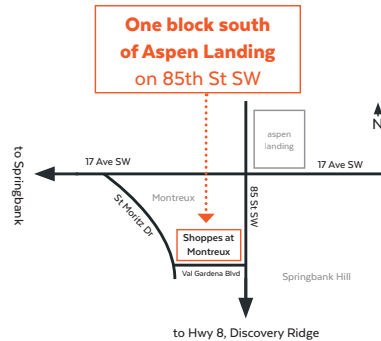 One block south
of Aspen Landing
on 85th St SW
N
aspen
landing
to Springbank
17 Ave SW
17 Ave SW
St Moritz Dr
Montreux
85 St SW
Shoppes at
Montreux
Val Gardena Blvd
Springbank Hill
to Hwy 8, Discovery Ridge